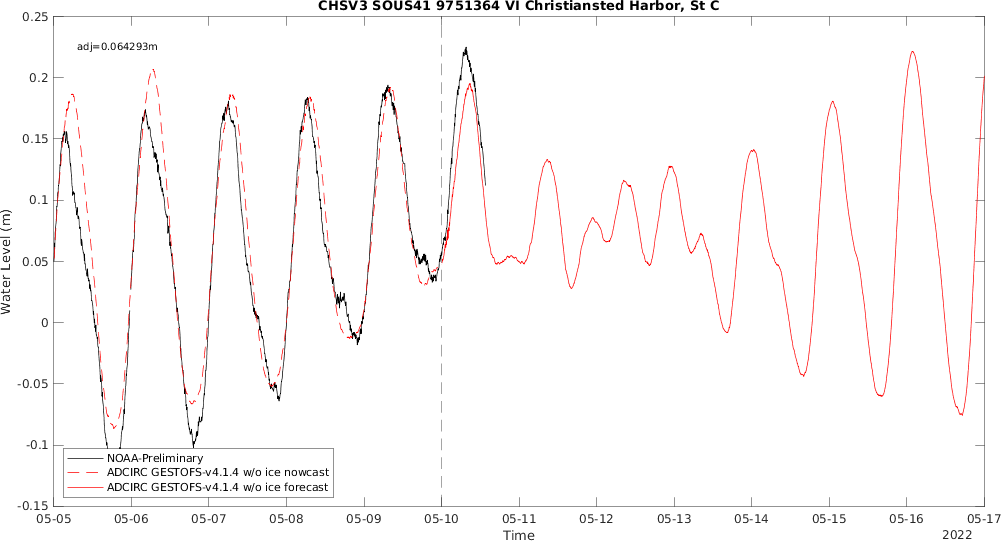 CHSV3 SOUS41 9751364 VI Christiansted Harbor, St C
adj=0.064293m
0.25
0.2
0.15
0.1
0.05
0
-0.05
-0.1
-0.15
Water Level (m)
NOAA-Preliminary
ADCIRC GESTOFS-v4.1.4 w/o ice nowcast
ADCIRC GESTOFS-v4.1.4 w/o ice forecast
05-05 05-06 05-07 05-08 05-09 05-10 05-11 05-12 05-13 05-14 05-15 05-16 05-17
Time
2022